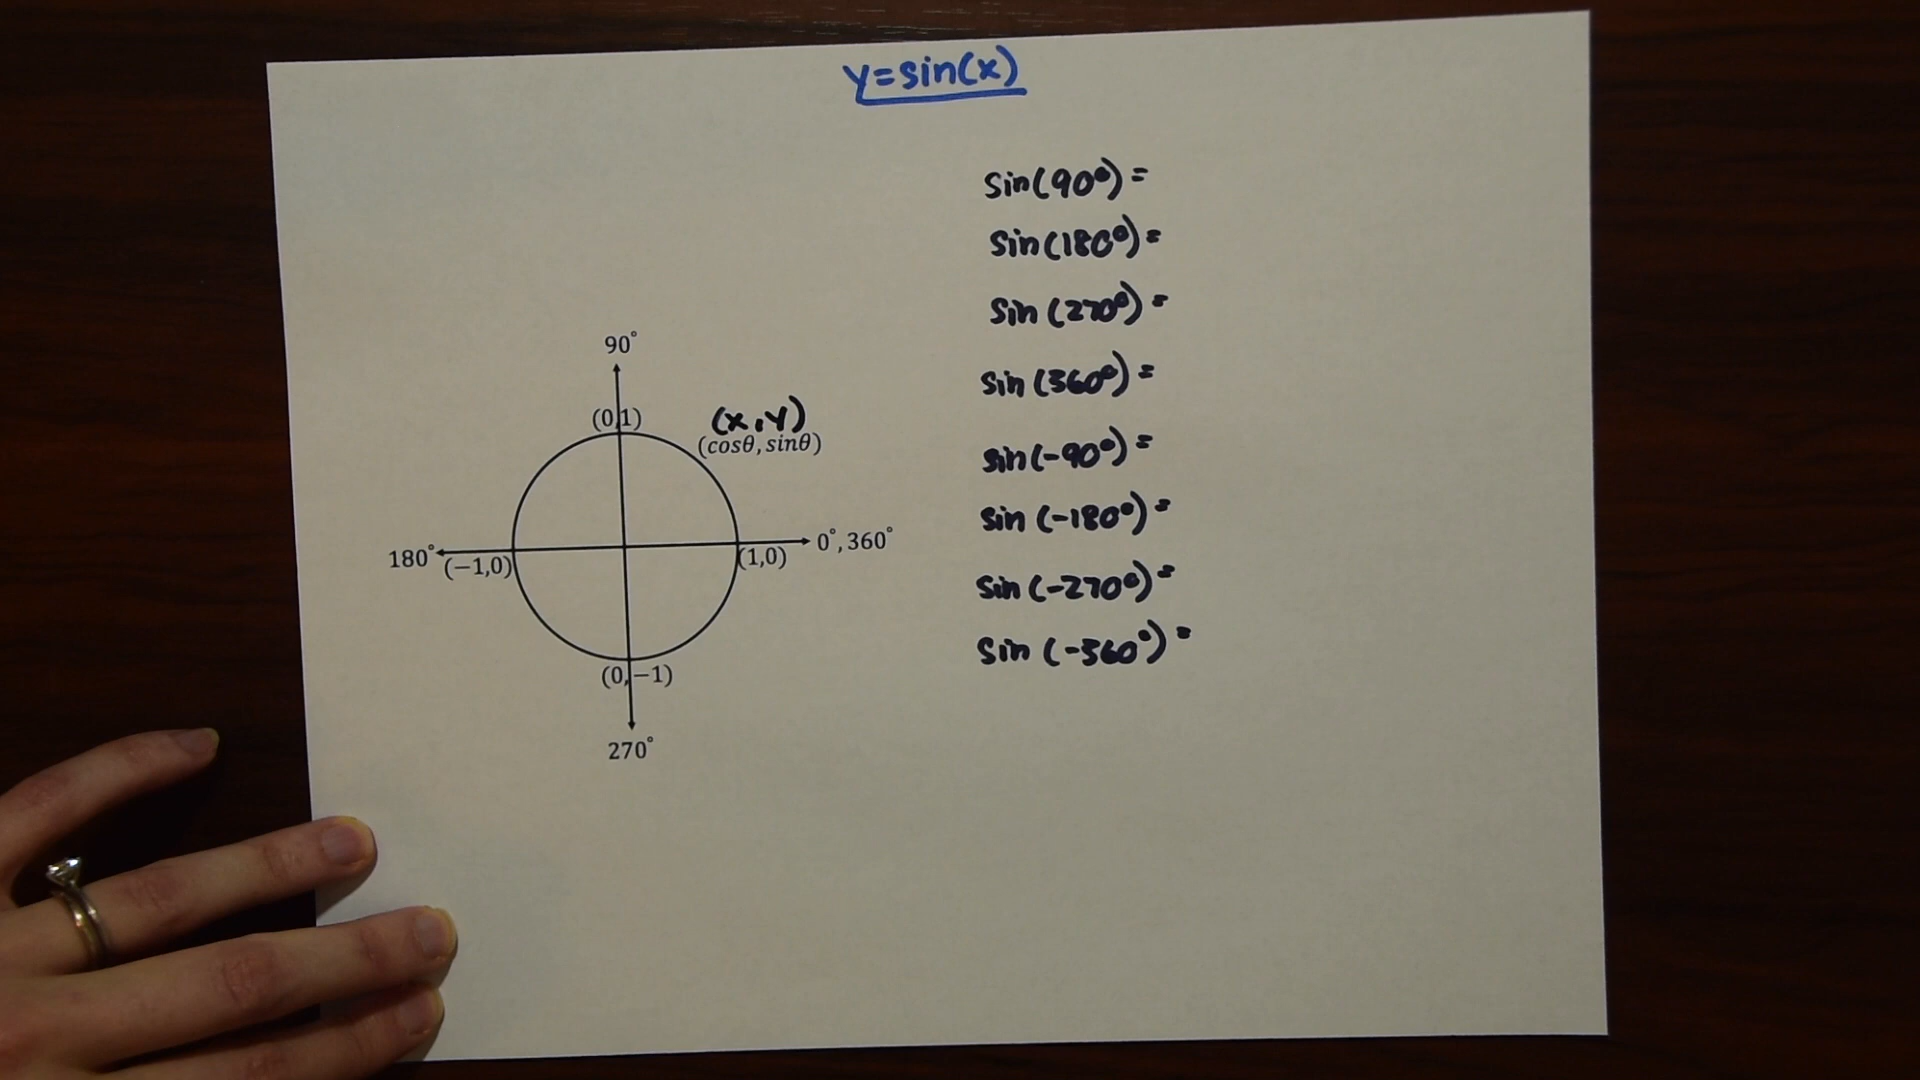 y=sin(x)
sin(90°)=
sin(180°)=
sin(270°)=
sin(360°)=
sin(-90°)=
sin(-180°)=
sin(-270°)=
sin(-360°)=
90°
(0,1)
(x,y)
(cosθ,sinθ)
180°
(−1,0)
(1,0)
0°,360°
(0,−1)
270°